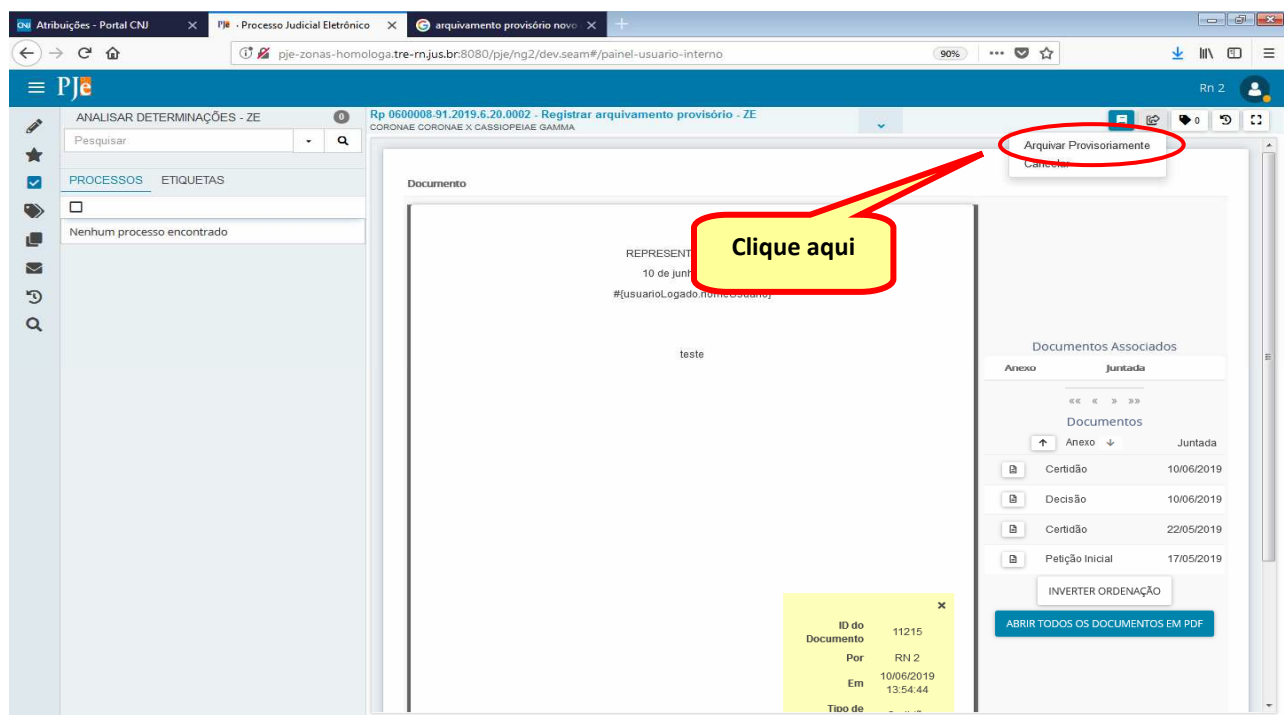 Atribuições - Portal CNJ
PJe · Processo Judicial Eletrônico
arquivamento provisório novo
pje-zonas-homologa.tre-rn.jus.br:8080/pje/ng2/dev.seam#/painel-usuario-interno
90%
PJe
Rn 2
ANALISAR DETERMINAÇÕES - ZE 0
Rp 0600008-91.2019.6.20.0002 - Registrar arquivamento provisório - ZE
CORONAE CORONAE X CASSIOPEIAE GAMMA
0
Pesquisar
Arquivar Provisoriamente
Cancelar
PROCESSOS ETIQUETAS
Nenhum processo encontrado
Documento
Clique aqui
REPRESENT
10 de junh
#{usuarioLogado.nomeUsuario}
teste
Documentos Associados
Anexo Juntada
«« « » »»
Documentos
Anexo Juntada
Certidão 10/06/2019
Decisão 10/06/2019
Certidão 22/05/2019
Petição Inicial 17/05/2019
INVERTER ORDENAÇÃO
ABRIR TODOS OS DOCUMENTOS EM PDF
ID do Documento 11215
Por RN 2
Em 10/06/2019 13:54:44
Tipo de